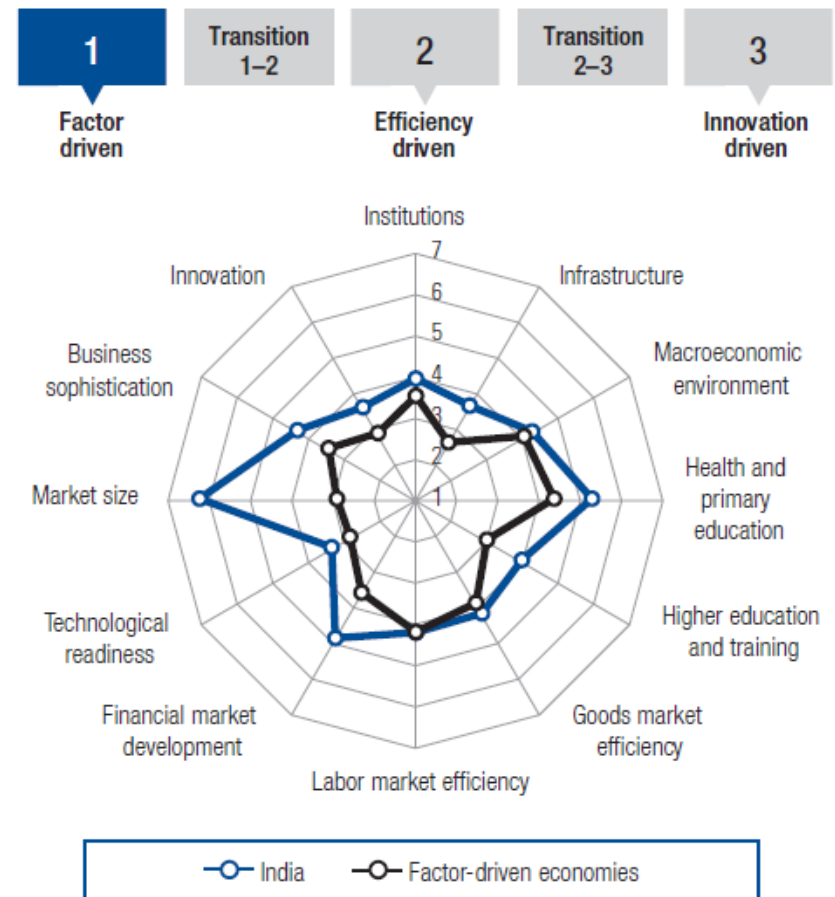 1
Transition
1–2
2
Transition
2–3
3
Factor
driven
Efficiency
driven
Innovation
driven
Institutions
Innovation
Infrastructure
Business
sophistication
Macroeconomic
environment
Market size
Health and
primary
education
Technological
readiness
Higher education
and training
Financial market
development
Goods market
efficiency
Labor market efficiency
7
6
5
4
3
2
1
India
Factor-driven economies